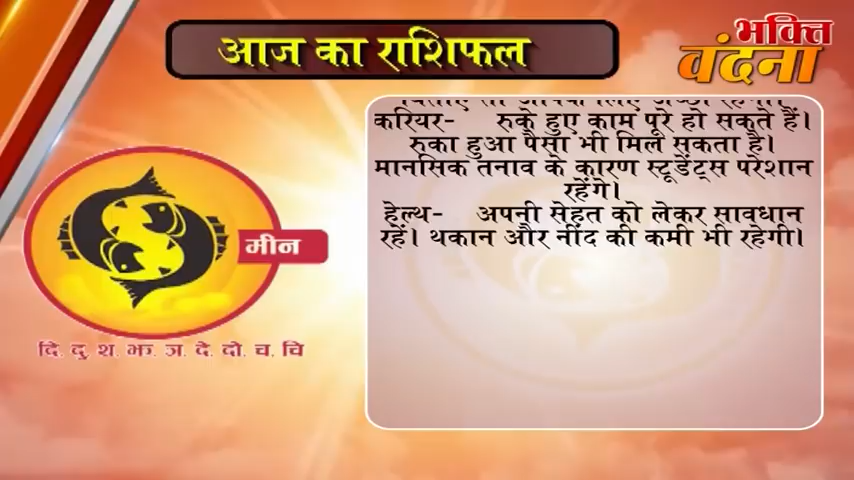 आज का राशिफल
भक्ति
वंदना
करियर- रुके हुए काम पूरे हो सकते हैं।
रुका हुआ पैसा भी मिल सकता है।
मानसिक तनाव के कारण स्टूडेंट्स परेशान
रहेंगे।
हेल्थ- अपनी सेहत को लेकर सावधान
रहें। थकान और नींद की कमी भी रहेगी।
मीन
दि. दु. श. झ. ञ. दे. दो. च. चि